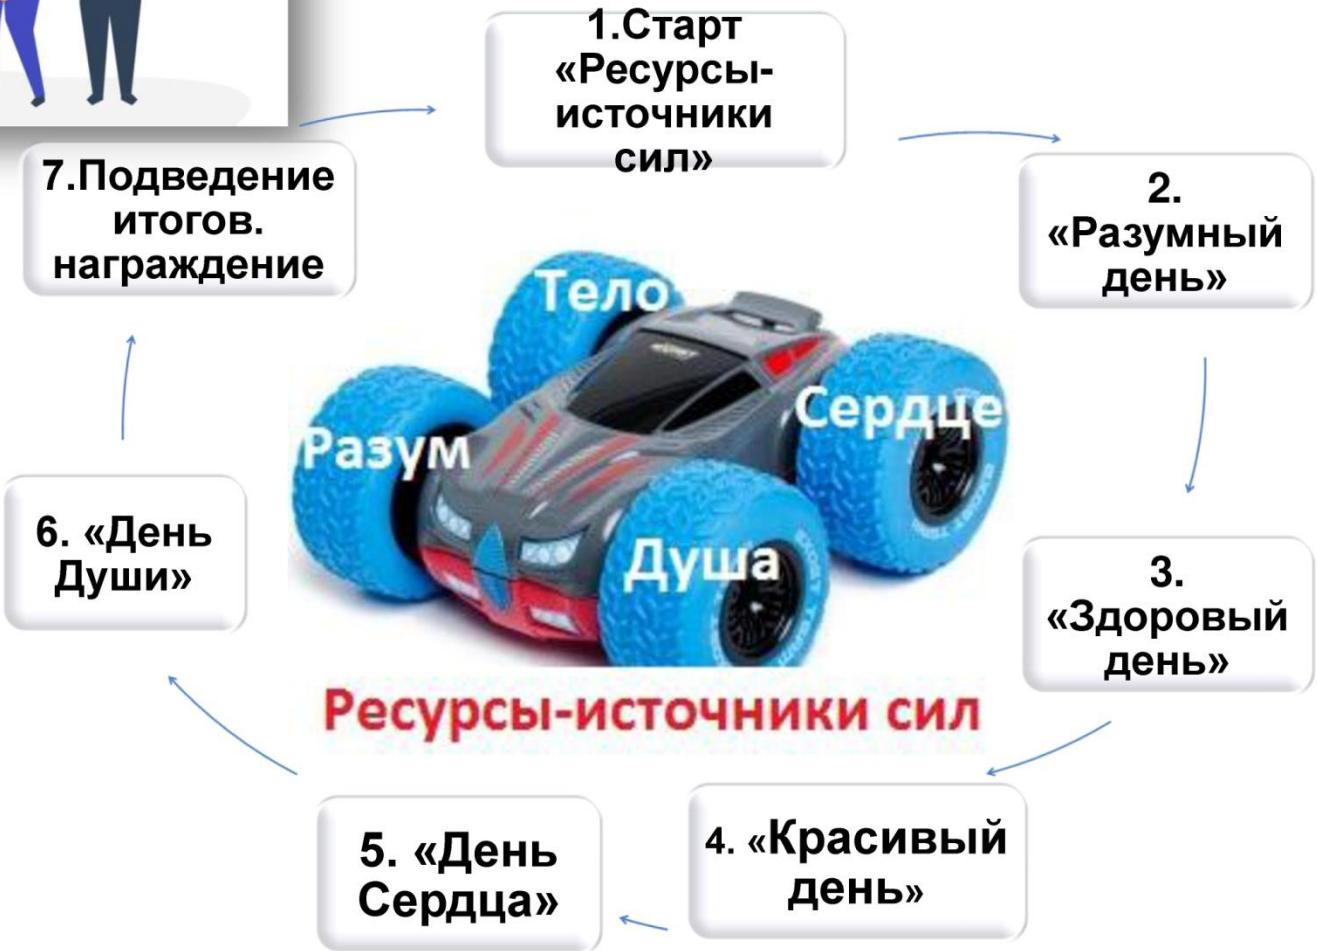 1.Старт
«Ресурсы-
источники
сил»
2.
«Разумный
день»
3.
«Здоровый
день»
4. «Красивый
день»
5. «День
Сердца»
6. «День
Души»
7.Подведение
итогов.
награждение
Тело
Разум
Сердце
Душа
Ресурсы-источники сил